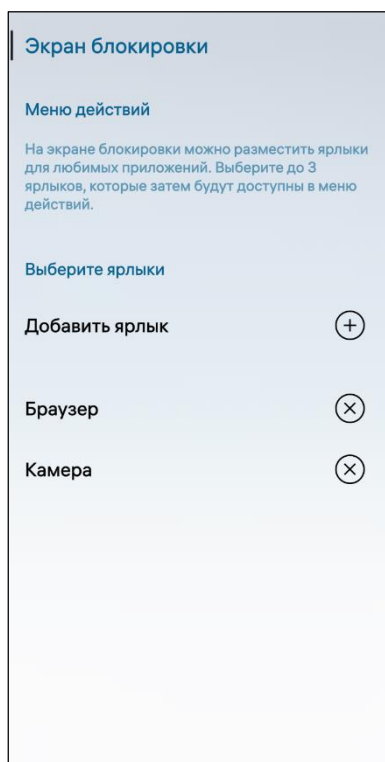 Экран блокировки
Меню действий
На экране блокировки можно разместить ярлыки
для любимых приложений. Выберите до 3
ярлыков, которые затем будут доступны в меню
действий.
Выберите ярлыки
Добавить ярлык
Браузер
Камера